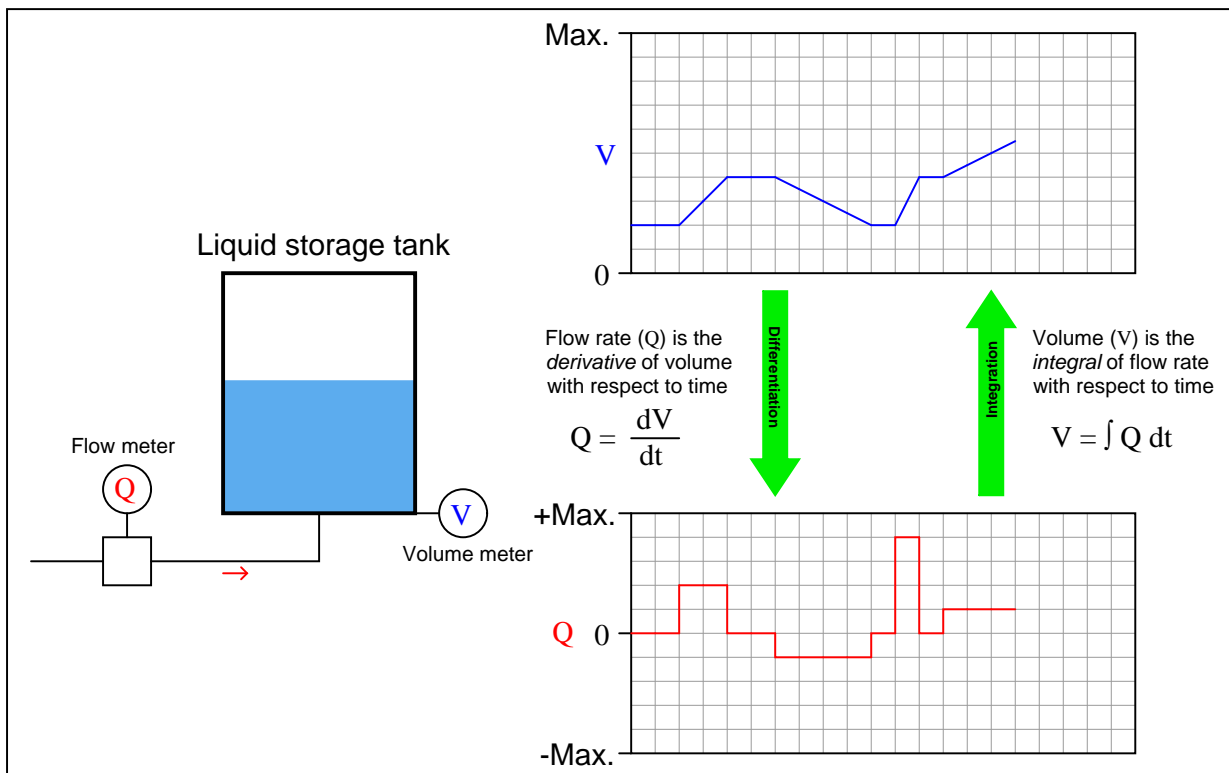 Max.
V
0
Liquid storage tank
Flow meter
Q
V
Volume meter
Flow rate (Q) is the
derivative of volume
with respect to time
Q = dV
dt
Differentiation
Integration
Volume (V) is the
integral of flow rate
with respect to time
V = ∫ Q dt
+Max.
Q
0
-Max.